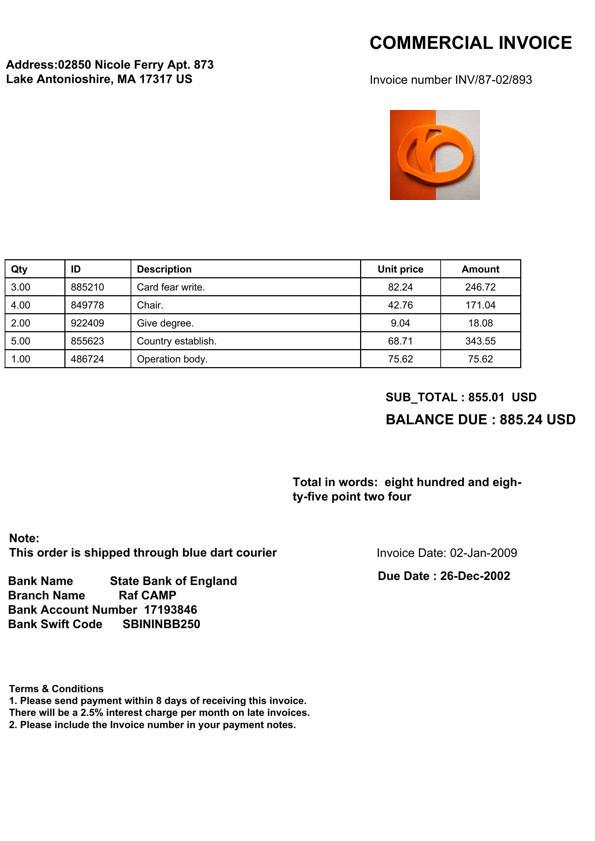 COMMERCIAL INVOICE
Address:02850 Nicole Ferry Apt. 873
Lake Antonioshire, MA 17317 US
Invoice number INV/87-02/893
Qty ID Description Unit price Amount
3.00 885210 Card fear write. 82.24 246.72
4.00 849778 Chair. 42.76 171.04
2.00 922409 Give degree. 9.04 18.08
5.00 855623 Country establish. 68.71 343.55
1.00 486724 Operation body. 75.62 75.62
SUB_TOTAL : 855.01 USD
BALANCE DUE : 885.24 USD
Total in words: eight hundred and eigh-
ty-five point two four
Note:
This order is shipped through blue dart courier
Invoice Date: 02-Jan-2009
Due Date : 26-Dec-2002
Bank Name State Bank of England
Branch Name Raf CAMP
Bank Account Number 17193846
Bank Swift Code SBININBB250
Terms & Conditions
1. Please send payment within 8 days of receiving this invoice.
There will be a 2.5% interest charge per month on late invoices.
2. Please include the Invoice number in your payment notes.